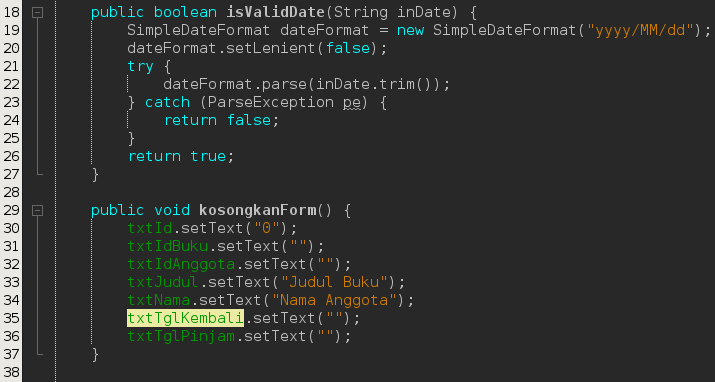 18 public boolean isValidDate(String inDate) {
19 SimpleDateFormat dateFormat = new SimpleDateFormat("yyyy/MM/dd");
20 dateFormat.setLenient(false);
21 try {
22 dateFormat.parse(inDate.trim());
23 } catch (ParseException pe) {
24 return false;
25 }
26 return true;
27 }
28
29 public void kosongkanForm() {
30 txtId.setText("0");
31 txtIdBuku.setText("");
32 txtIdAnggota.setText("");
33 txtJudul.setText("Judul Buku");
34 txtNama.setText("Nama Anggota");
35 txtTglKembali.setText("");
36 txtTglPinjam.setText("");
37 }
38